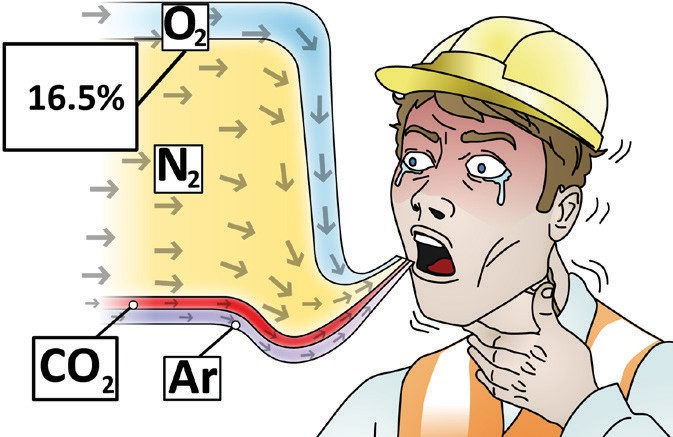 O₂
16.5%
N₂
CO₂
Ar